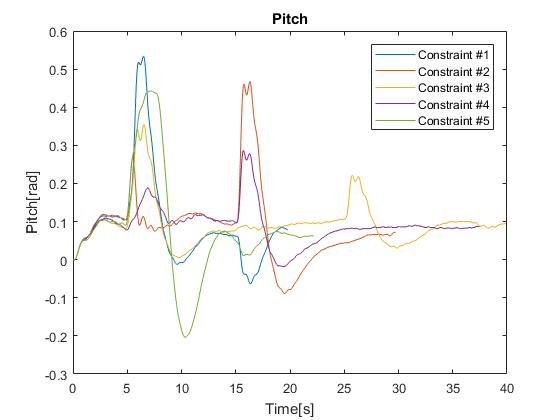 Pitch
0.6
0.5
0.4
0.3
0.2
0.1
0
-0.1
-0.2
-0.3
Pitch[rad]
Constraint #1
Constraint #2
Constraint #3
Constraint #4
Constraint #5
0 5 10 15 20 25 30 35 40
Time[s]